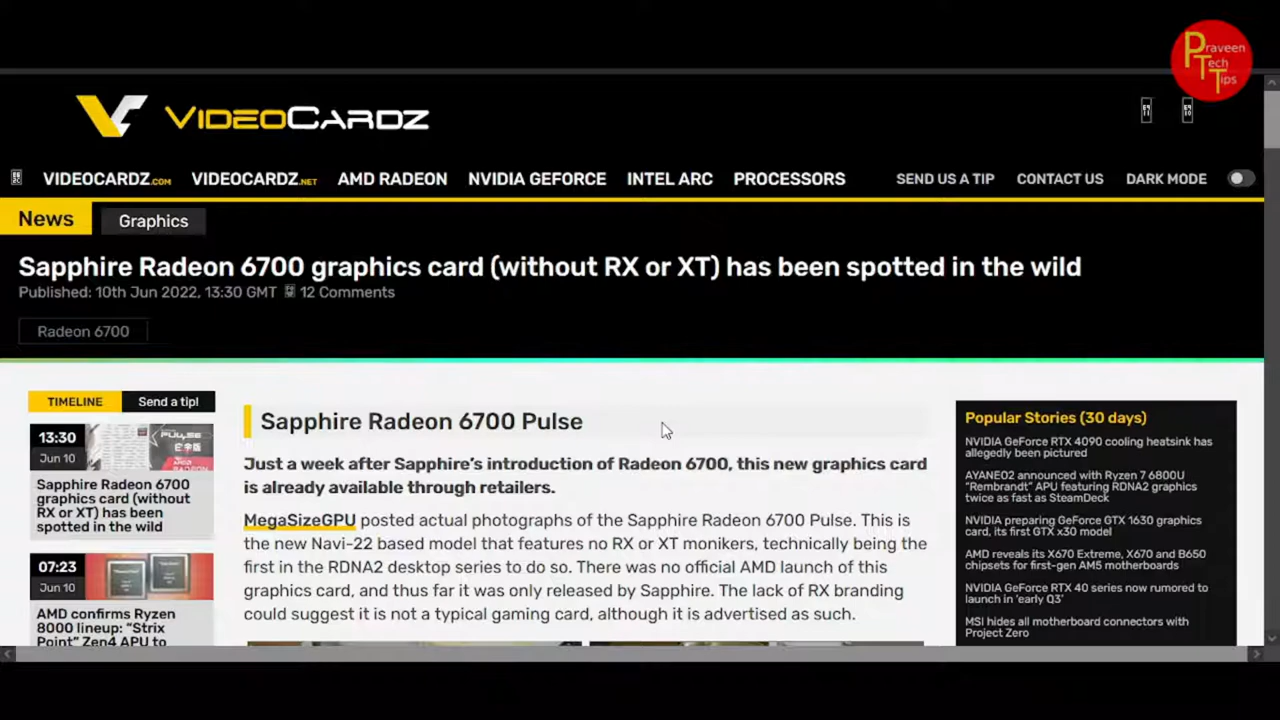 Praveen
Tech
Tips
VIDEOCARDZ
VIDEOCARDZ.COM VIDEOCARDZ.NET AMD RADEON NVIDIA GEFORCE INTEL ARC PROCESSORS SEND US A TIP CONTACT US DARK MODE
News Graphics
Sapphire Radeon 6700 graphics card (without RX or XT) has been spotted in the wild
Published: 10th Jun 2022, 13:30 GMT 12 Comments
Radeon 6700
TIMELINE Send a tip!
13:30
Jun 10
Sapphire Radeon 6700
graphics card (without
RX or XT) has been
spotted in the wild
07:23
Jun 10
AMD confirms Ryzen
8000 lineup: “Strix
Point” Zen4 APU to
Sapphire Radeon 6700 Pulse
Just a week after Sapphire’s introduction of Radeon 6700, this new graphics card
is already available through retailers.
MegaSizeGPU posted actual photographs of the Sapphire Radeon 6700 Pulse. This is
the new Navi-22 based model that features no RX or XT monikers, technically being the
first in the RDNA2 desktop series to do so. There was no official AMD launch of this
graphics card, and thus far it was only released by Sapphire. The lack of RX branding
could suggest it is not a typical gaming card, although it is advertised as such.
Popular Stories (30 days)
NVIDIA GeForce RTX 4090 cooling heatsink has
allegedly been pictured
AYANEO2 announced with Ryzen 7 6800U
“Rembrandt” APU featuring RDNA2 graphics
twice as fast as SteamDeck
NVIDIA preparing GeForce GTX 1630 graphics
card, its first GTX x30 model
AMD reveals its X670 Extreme, X670 and B650
chipsets for first-gen AM5 motherboards
NVIDIA GeForce RTX 40 series now rumored to
launch in ‘early Q3’
MSI hides all motherboard connectors with
Project Zero